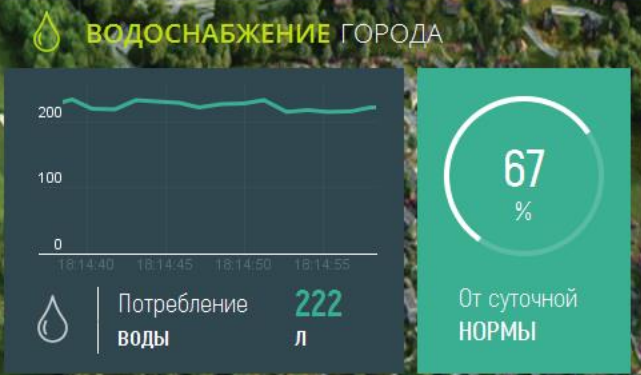 ВОДОСНАБЖЕНИЕ ГОРОДА
200
100
0
18:14:40 18:14:45 18:14:50 18:14:55
Потребление 222
ВОДЫ Л
67
%
От суточной
НОРМЫ